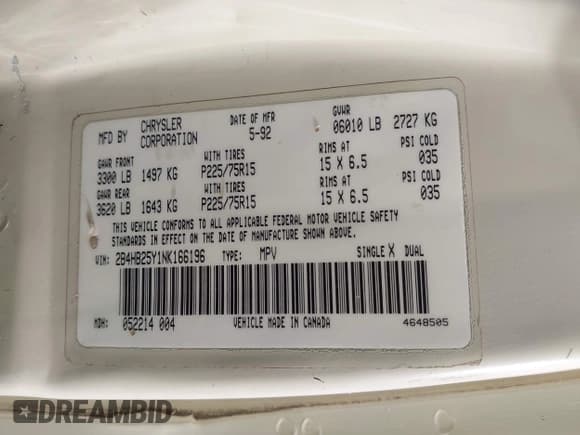 MFD BY CHRYSLER CORPORATION DATE OF MFR 5-92 GVWR 06010 LB 2727 KG
GAWR FRONT WITH TIRES RIMS AT PSI COLD
3300 LB 1497 KG P225/75R15 15 X 6.5 035
GAWR REAR WITH TIRES RIMS AT PSI COLD
3620 LB 1643 KG P225/75R15 15 X 6.5 035
THIS VEHICLE CONFORMS TO ALL APPLICABLE FEDERAL MOTOR VEHICLE SAFETY
STANDARDS IN EFFECT ON THE DATE OF MANUFACTURE SHOWN ABOVE.
VIN: 2B4HB25Y1NK166196 TYPE: MPV SINGLE X DUAL
MDH: 052214 004 VEHICLE MADE IN CANADA 4648505
DREAMBID